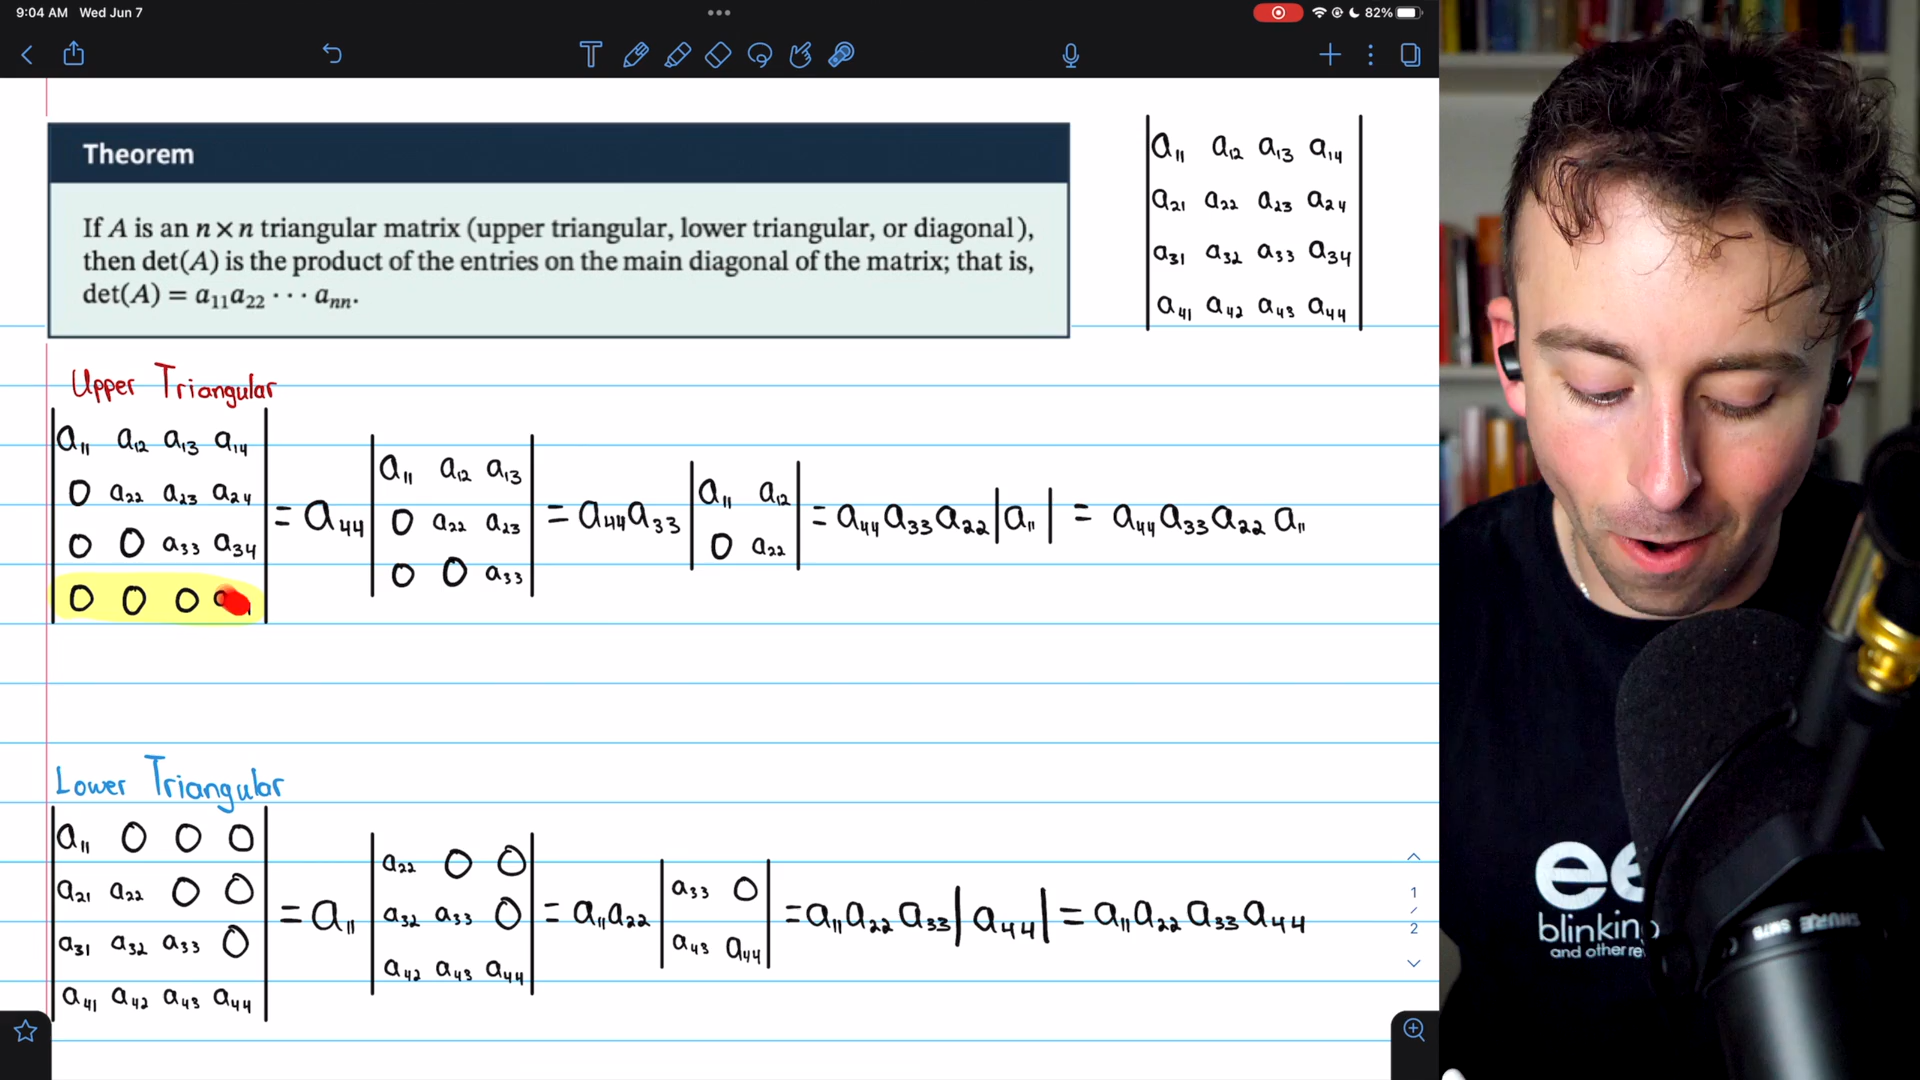 9:04 AM Wed Jun 7
82%
Theorem
If A is an n × n triangular matrix (upper triangular, lower triangular, or diagonal),
then det(A) is the product of the entries on the main diagonal of the matrix; that is,
det(A) = a₁₁a₂₂ ··· aₙₙ.
a₁₁ a₁₂ a₁₃ a₁₄
a₂₁ a₂₂ a₂₃ a₂₄
a₃₁ a₃₂ a₃₃ a₃₄
a₄₁ a₄₂ a₄₃ a₄₄
Upper Triangular
|a₁₁ a₁₂ a₁₃ a₁₄|
|0 a₂₂ a₂₃ a₂₄|
|0 0 a₃₃ a₃₄|
|0 0 0
= a₄₄
|a₁₁ a₁₂ a₁₃|
|0 a₂₂ a₂₃|
|0 0 a₃₃|
= a₄₄a₃₃
|a₁₁ a₁₂|
|0 a₂₂|
= a₄₄a₃₃a₂₂|a₁₁| = a₄₄a₃₃a₂₂a₁₁
Lower Triangular
|a₁₁ 0 0 0|
|a₂₁ a₂₂ 0 0|
|a₃₁ a₃₂ a₃₃ 0|
|a₄₁ a₄₂ a₄₃ a₄₄|
= a₁₁
|a₂₂ 0 0|
|a₃₂ a₃₃ 0|
|a₄₂ a₄₃ a₄₄|
= a₁₁a₂₂
|a₃₃ 0|
|a₄₃ a₄₄|
= a₁₁a₂₂a₃₃|a₄₄| = a₁₁a₂₂a₃₃a₄₄
1
/
2
blinking
and other
SHURE SM7B